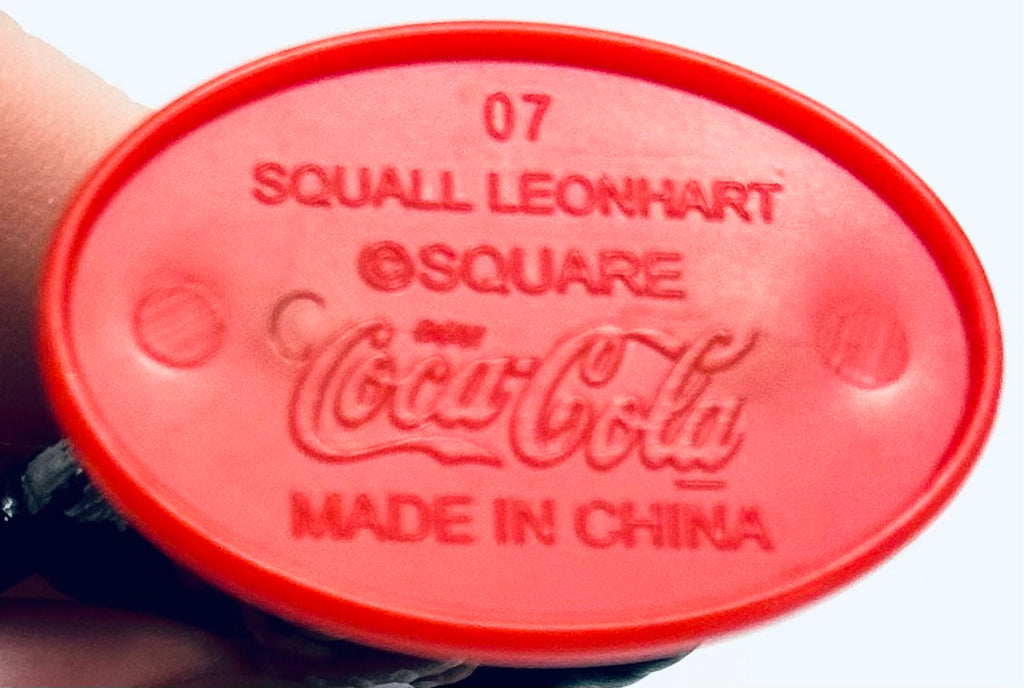 07
SQUALL LEONHART
©SQUARE
Coca-Cola
MADE IN CHINA